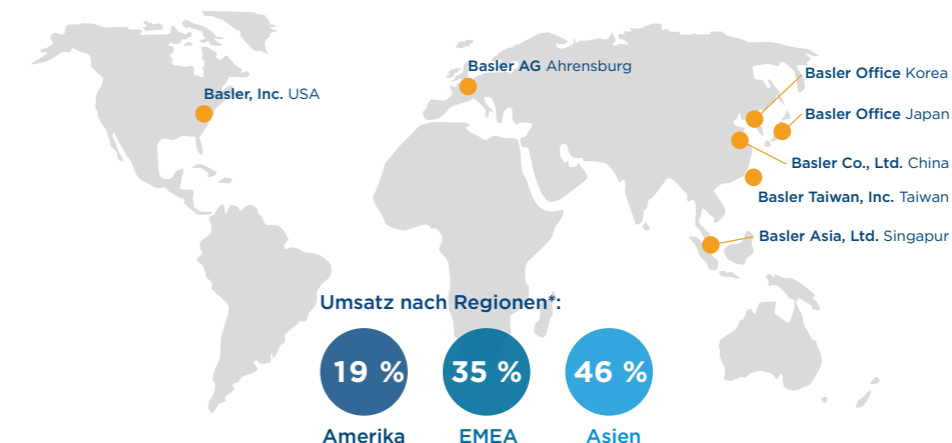 Basler AG Ahrensburg
Basler, Inc. USA
Basler Office Korea
Basler Office Japan
Basler Co., Ltd. China
Basler Taiwan, Inc. Taiwan
Basler Asia, Ltd. Singapur
Umsatz nach Regionen*:
19 % 35 % 46 %
Amerika EMEA Asien